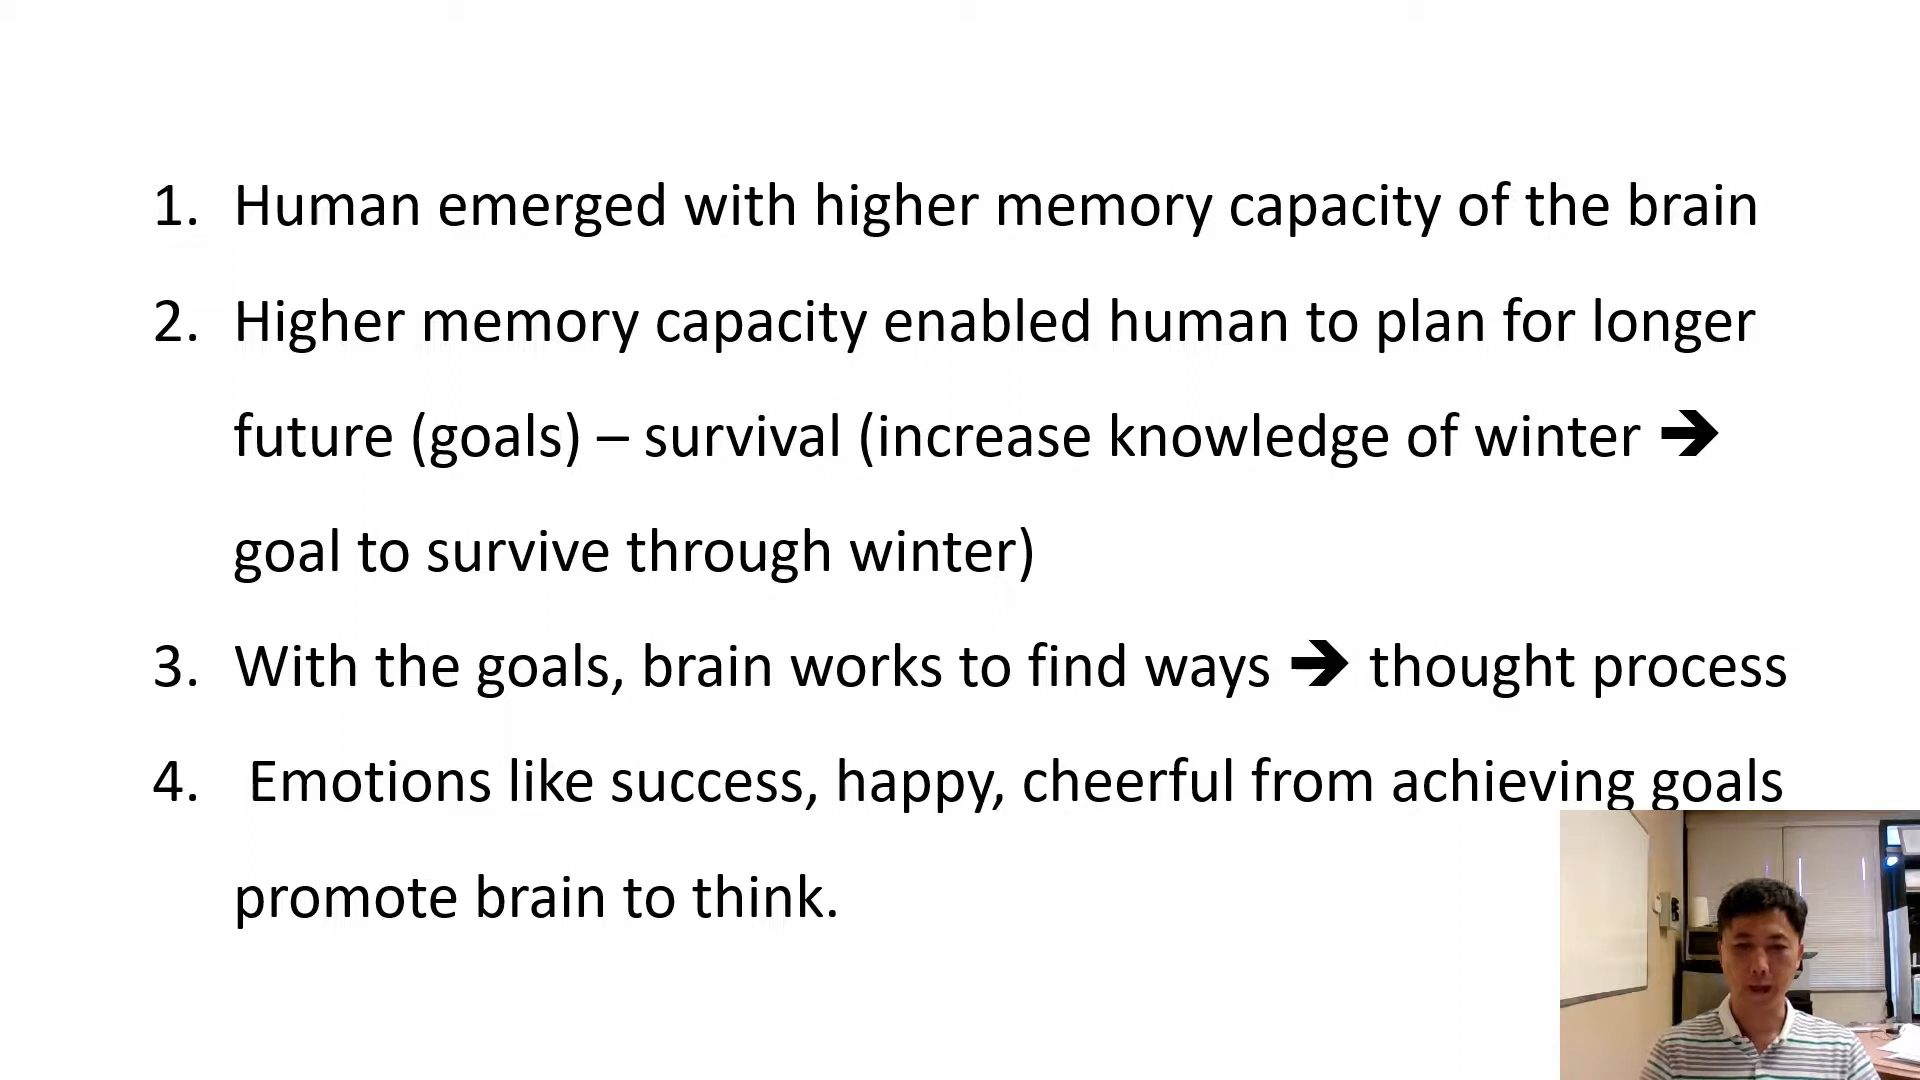 1. Human emerged with higher memory capacity of the brain
2. Higher memory capacity enabled human to plan for longer
future (goals) – survival (increase knowledge of winter ➔
goal to survive through winter)
3. With the goals, brain works to find ways ➔ thought process
4. Emotions like success, happy, cheerful from achieving goals
promote brain to think.